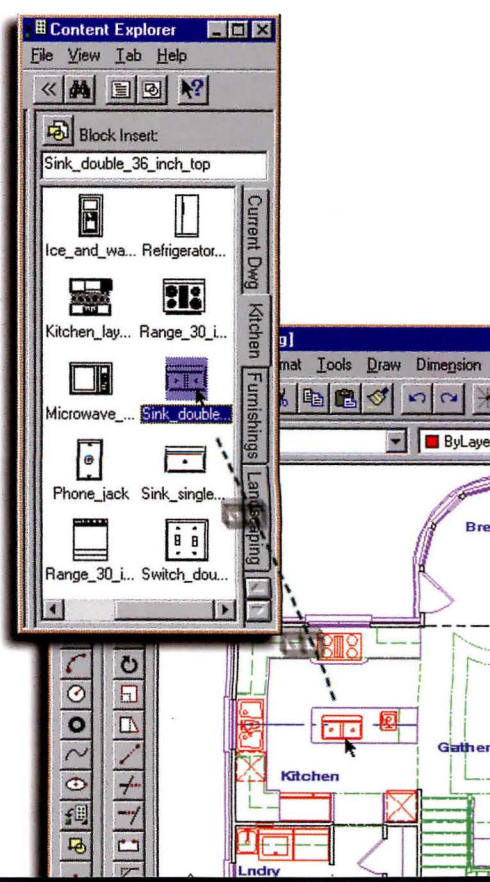 Content Explorer
File View Tab Help
Block Insert:
Sink_double_36_inch_top
Ice_and_wa... Refrigerator...
Kitchen_lay... Range_30_i...
Microwave_... Sink_double...
Phone_jack Sink_single...
Range_30_i... Switch_dou...
Current Dwg
Kitchen
Furnishings
Landscaping
g]
mat Tools Draw Dimension
ByLaye
Bre
Gather
Kitchen
Lndry